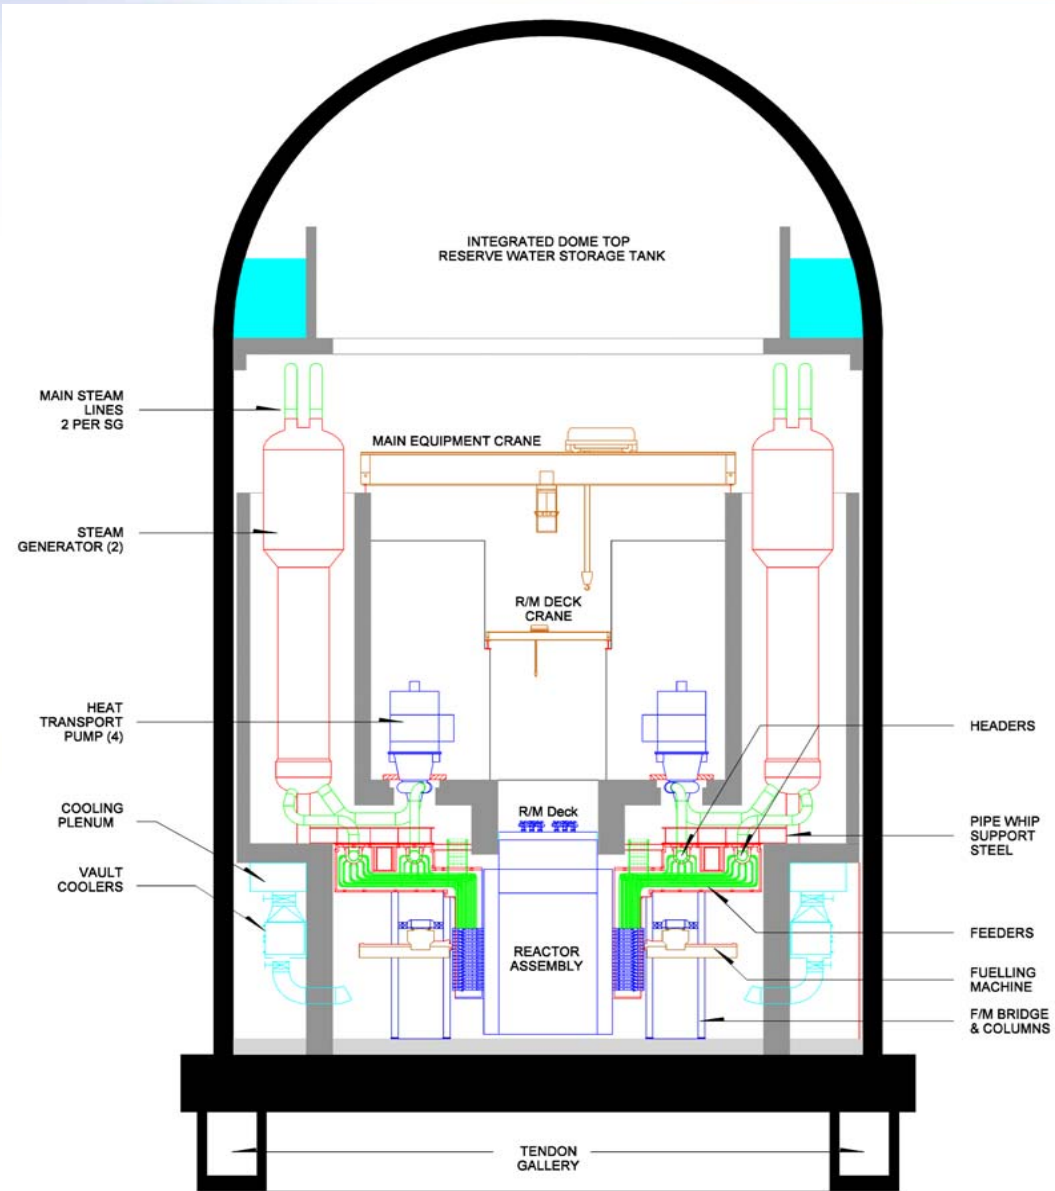 INTEGRATED DOME TOP
RESERVE WATER STORAGE TANK
MAIN STEAM
LINES
2 PER SG
MAIN EQUIPMENT CRANE
STEAM
GENERATOR (2)
R/M DECK
CRANE
HEAT
TRANSPORT
PUMP (4)
HEADERS
COOLING
PLENUM
R/M Deck
PIPE WHIP
SUPPORT
STEEL
VAULT
COOLERS
REACTOR
ASSEMBLY
FEEDERS
FUELLING
MACHINE
F/M BRIDGE
& COLUMNS
TENDON
GALLERY